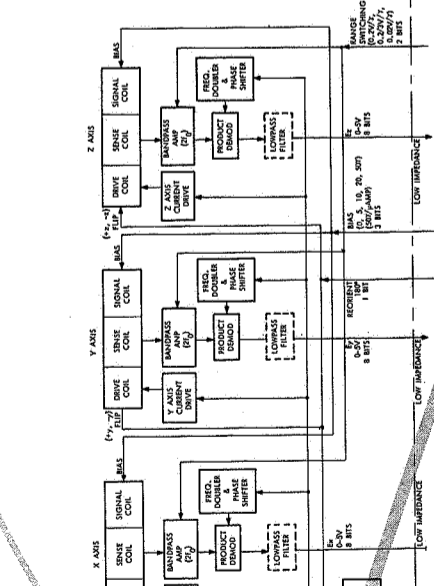 RANGE
SWITCHING
(0.2V/γ,
0.2/3V/γ,
0.02V/γ)
2 BITS
BIAS
Z AXIS
SIGNAL
COIL
SENSE
COIL
DRIVE
COIL
(+z, -z)
FLIP
BANDPASS
AMP
(2f₀)
FREQ.
DOUBLER
&
PHASE
SHIFTER
PRODUCT
DEMOD
LOWPASS
FILTER
Z AXIS
CURRENT
DRIVE
Ez
0-5V
8 BITS
LOW IMPEDANCE
BIAS
(0, 5, 10, 20, 50γ)
(50γ/μAMP)
3 BITS
BIAS
Y AXIS
SIGNAL
COIL
SENSE
COIL
DRIVE
COIL
(+y, -y)
FLIP
BANDPASS
AMP
(2f₀)
FREQ.
DOUBLER
&
PHASE
SHIFTER
PRODUCT
DEMOD
LOWPASS
FILTER
Y AXIS
CURRENT
DRIVE
REORIENT
180°
1 BIT
Ey
0-5V
8 BITS
LOW IMPEDANCE
BIAS
X AXIS
SIGNAL
COIL
SENSE
COIL
BANDPASS
AMP
(2f₀)
FREQ.
DOUBLER
&
PHASE
SHIFTER
PRODUCT
DEMOD
LOWPASS
FILTER
Ex
0-5V
8 BITS
LOW IMPEDANCE